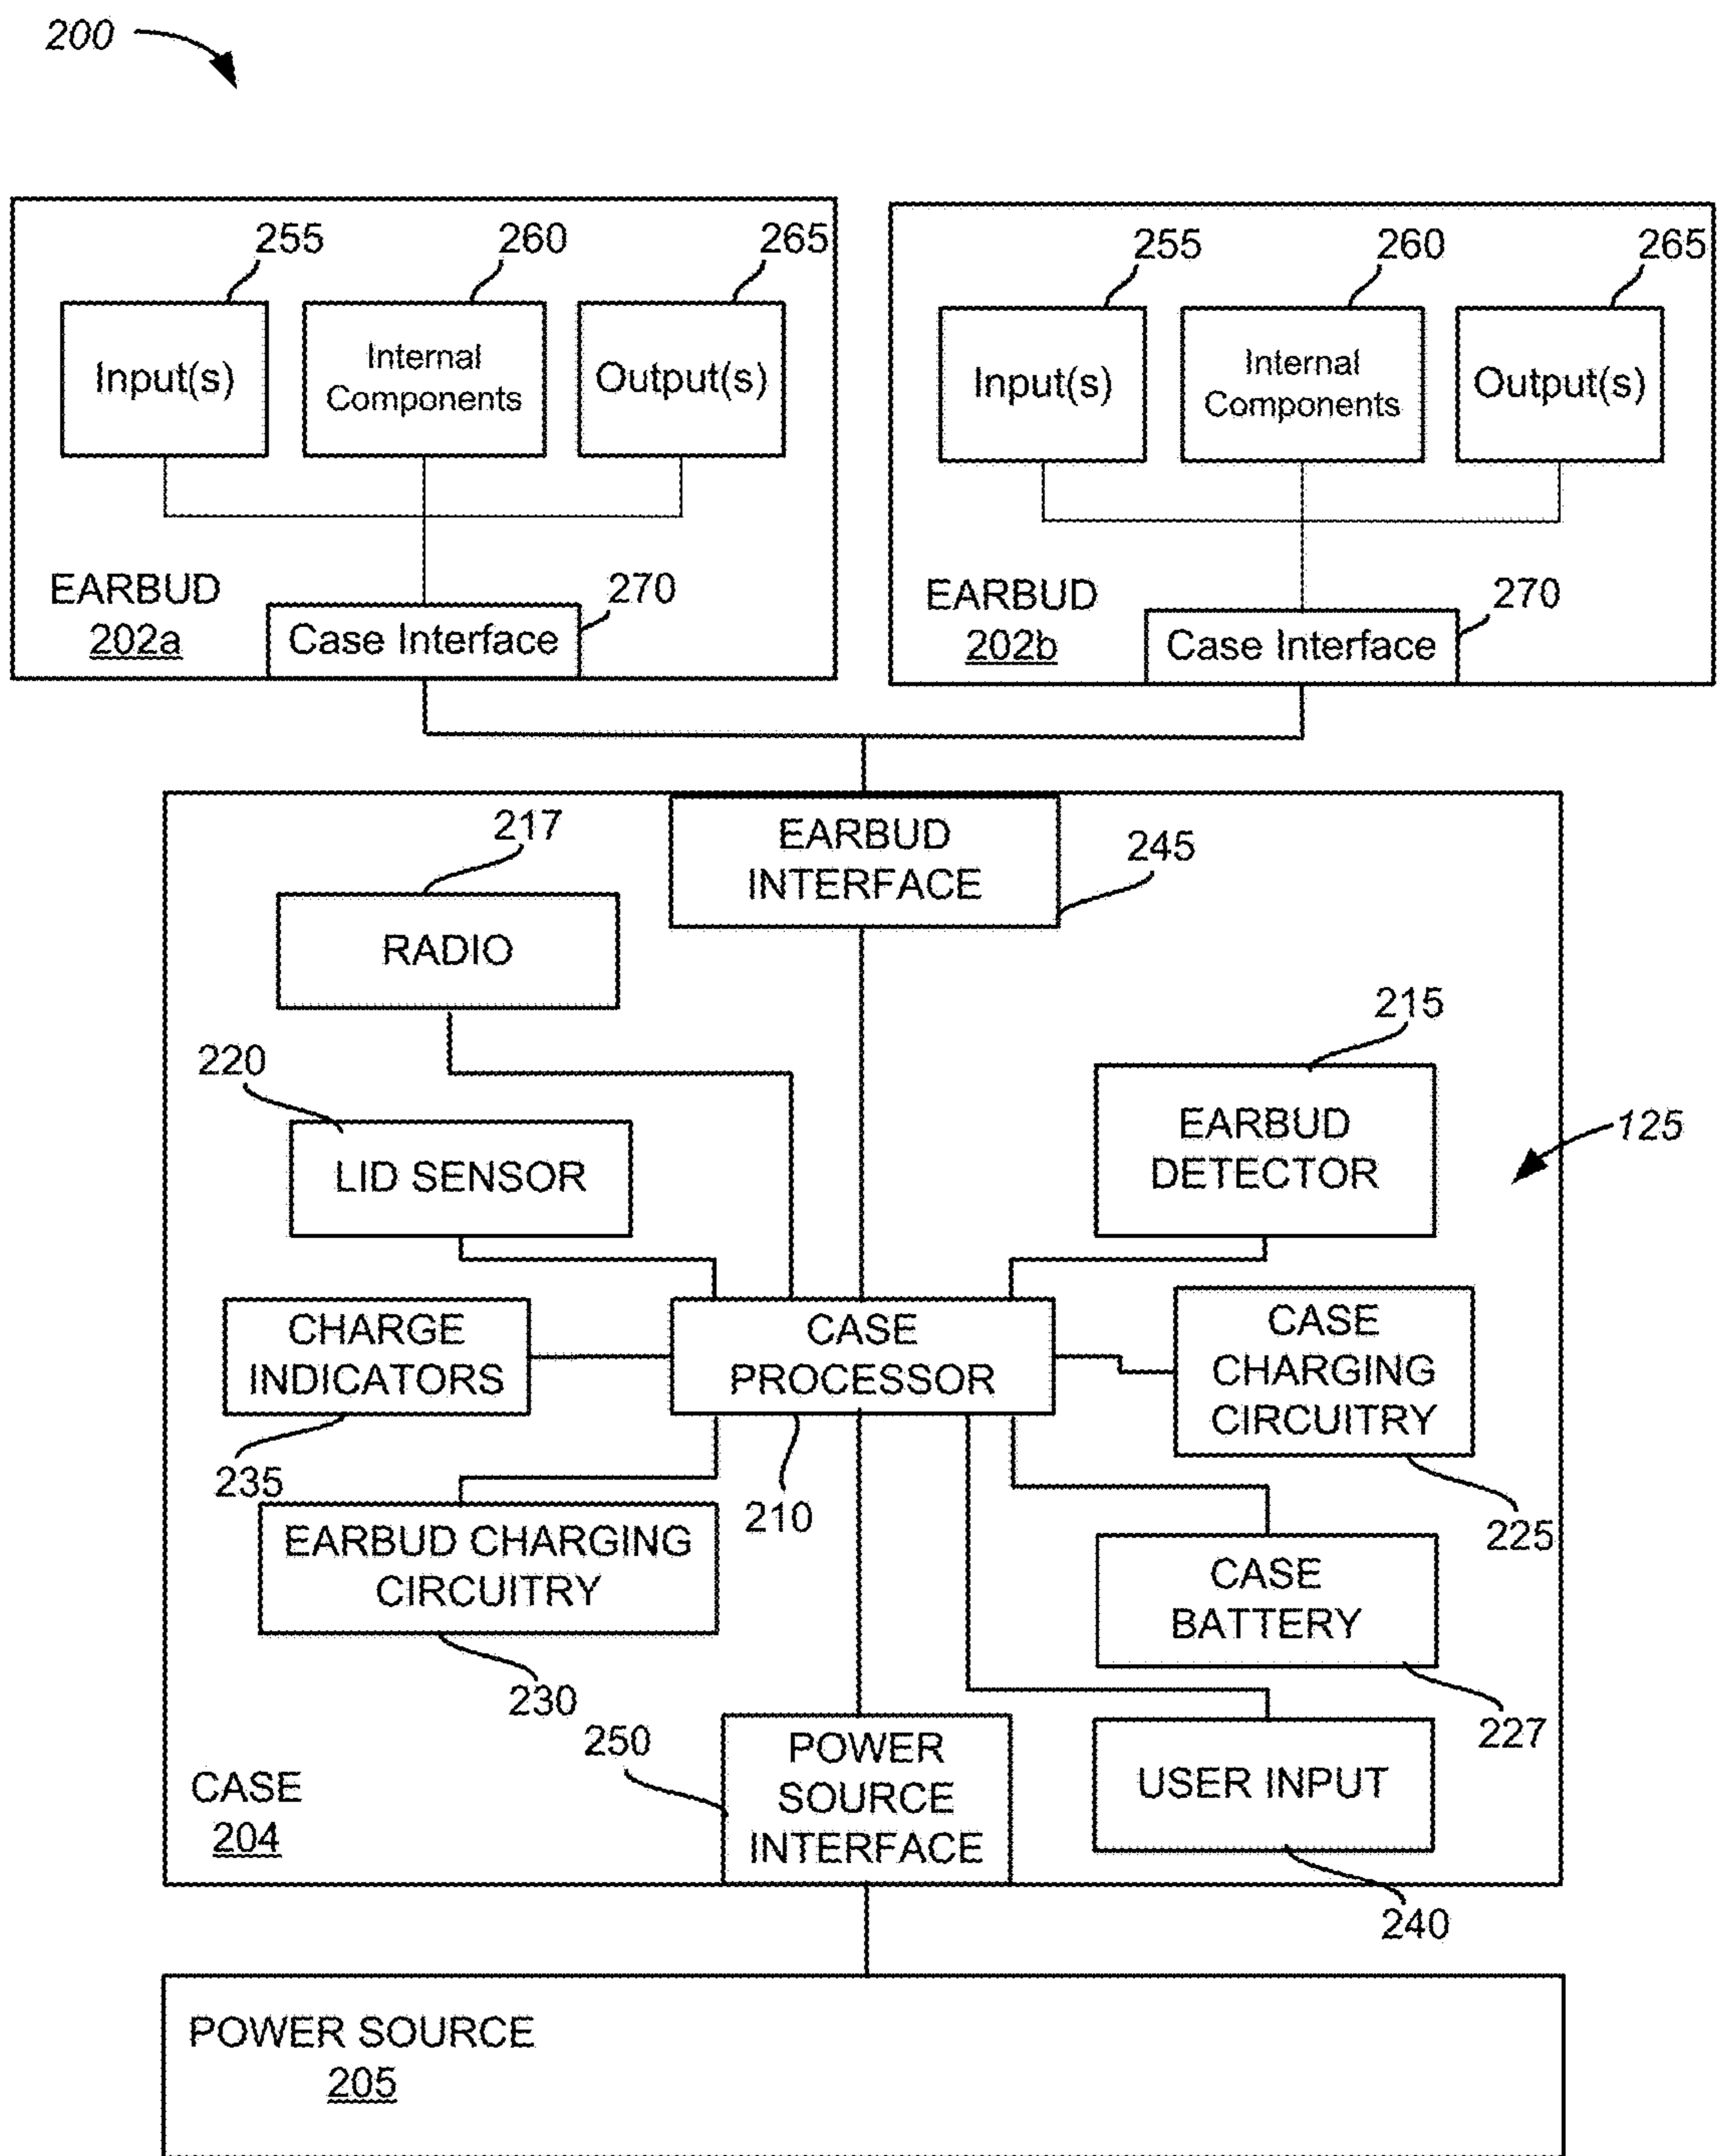 200
255
260
265
255
260
265
Input(s)
Internal
Components
Output(s)
Input(s)
Internal
Components
Output(s)
EARBUD
202a
270
Case Interface
EARBUD
202b
270
Case Interface
217
EARBUD
INTERFACE
245
RADIO
215
220
EARBUD
DETECTOR
125
LID SENSOR
CHARGE
INDICATORS
CASE
PROCESSOR
CASE
CHARGING
CIRCUITRY
235
210
225
EARBUD CHARGING
CIRCUITRY
CASE
BATTERY
230
227
250
POWER
SOURCE
INTERFACE
USER INPUT
CASE
204
240
POWER SOURCE
205